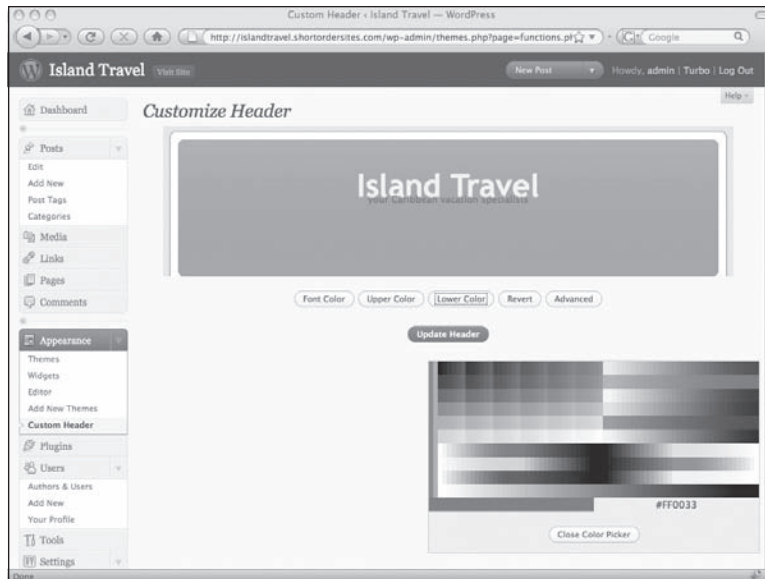 Custom Header ‹ Island Travel — WordPress
http://islandtravel.shortordersites.com/wp-admin/themes.php?page=functions.ph
Google
Island Travel Visit Site New Post Howdy, admin | Turbo | Log Out
Help
Dashboard
Customize Header
Posts
Edit
Add New
Post Tags
Categories
Media
Links
Pages
Comments
Island Travel
your Caribbean vacation specialists
Font Color Upper Color Lower Color Revert Advanced
Update Header
Appearance
Themes
Widgets
Editor
Add New Themes
Custom Header
Plugins
Users
Authors & Users
Add New
Your Profile
Tools
Settings
#FF0033
Close Color Picker
Done